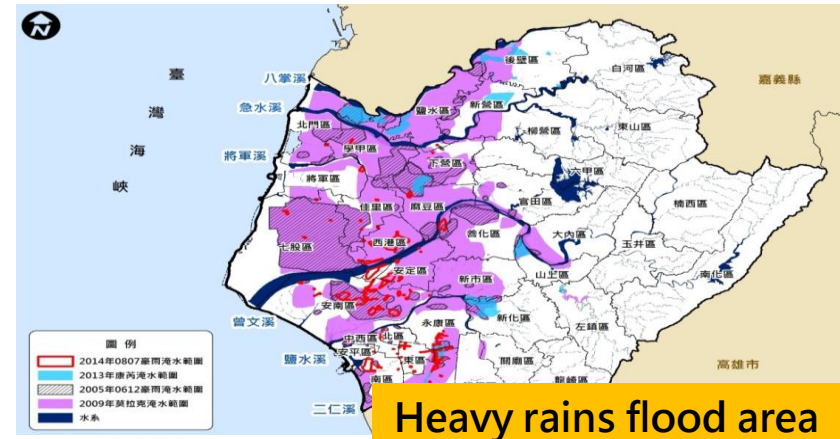 N
臺
灣
海
峽
八掌溪
急水溪
將軍溪
曾文溪
鹽水溪
二仁溪
嘉義縣
高雄市
後壁區
白河區
鹽水區
新營區
北門區
柳營區
東山區
學甲區
下營區
六甲區
將軍區
佳里區
麻豆區
官田區
楠西區
七股區
西港區
善化區
大內區
玉井區
安定區
山上區
南化區
安南區
新市區
新化區
左鎮區
永康區
中西區
北區
安平區
東區
關廟區
南區
龍崎區
圖 例
2014年0807豪雨淹水範圍
2013年康芮淹水範圍
2005年0612豪雨淹水範圍
2009年莫拉克淹水範圍
水系
Heavy rains flood area